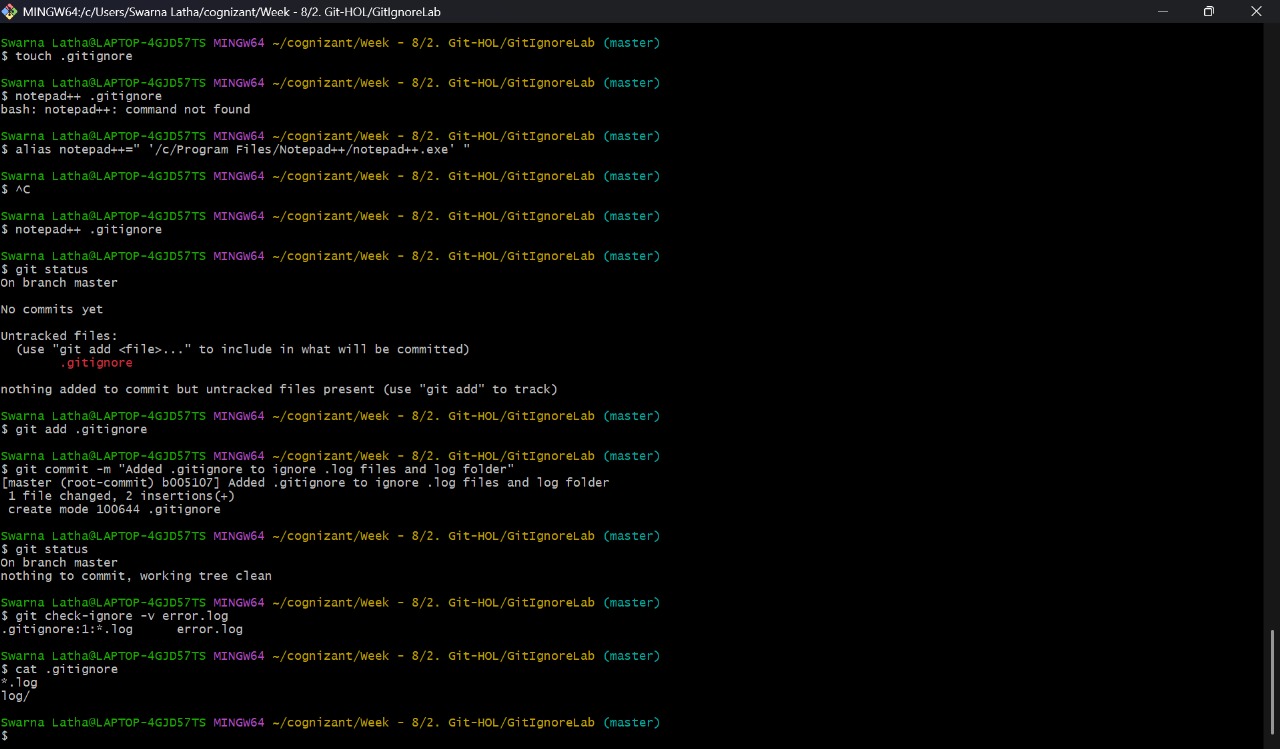 MINGW64:/c/Users/Swarna Latha/cognizant/Week - 8/2. Git-HOL/GitIgnoreLab
Swarna Latha@LAPTOP-4GJD57TS MINGW64 ~/cognizant/Week - 8/2. Git-HOL/GitIgnoreLab (master)
$ touch .gitignore
Swarna Latha@LAPTOP-4GJD57TS MINGW64 ~/cognizant/Week - 8/2. Git-HOL/GitIgnoreLab (master)
$ notepad++ .gitignore
bash: notepad++: command not found
Swarna Latha@LAPTOP-4GJD57TS MINGW64 ~/cognizant/Week - 8/2. Git-HOL/GitIgnoreLab (master)
$ alias notepad++=" '/c/Program Files/Notepad++/notepad++.exe' "
Swarna Latha@LAPTOP-4GJD57TS MINGW64 ~/cognizant/Week - 8/2. Git-HOL/GitIgnoreLab (master)
$ ^C
Swarna Latha@LAPTOP-4GJD57TS MINGW64 ~/cognizant/Week - 8/2. Git-HOL/GitIgnoreLab (master)
$ notepad++ .gitignore
Swarna Latha@LAPTOP-4GJD57TS MINGW64 ~/cognizant/Week - 8/2. Git-HOL/GitIgnoreLab (master)
$ git status
On branch master
No commits yet
Untracked files:
  (use "git add <file>..." to include in what will be committed)
        .gitignore
nothing added to commit but untracked files present (use "git add" to track)
Swarna Latha@LAPTOP-4GJD57TS MINGW64 ~/cognizant/Week - 8/2. Git-HOL/GitIgnoreLab (master)
$ git add .gitignore
Swarna Latha@LAPTOP-4GJD57TS MINGW64 ~/cognizant/Week - 8/2. Git-HOL/GitIgnoreLab (master)
$ git commit -m "Added .gitignore to ignore .log files and log folder"
[master (root-commit) b005107] Added .gitignore to ignore .log files and log folder
 1 file changed, 2 insertions(+)
 create mode 100644 .gitignore
Swarna Latha@LAPTOP-4GJD57TS MINGW64 ~/cognizant/Week - 8/2. Git-HOL/GitIgnoreLab (master)
$ git status
On branch master
nothing to commit, working tree clean
Swarna Latha@LAPTOP-4GJD57TS MINGW64 ~/cognizant/Week - 8/2. Git-HOL/GitIgnoreLab (master)
$ git check-ignore -v error.log
.gitignore:1:*.log      error.log
Swarna Latha@LAPTOP-4GJD57TS MINGW64 ~/cognizant/Week - 8/2. Git-HOL/GitIgnoreLab (master)
$ cat .gitignore
*.log
log/
Swarna Latha@LAPTOP-4GJD57TS MINGW64 ~/cognizant/Week - 8/2. Git-HOL/GitIgnoreLab (master)
$